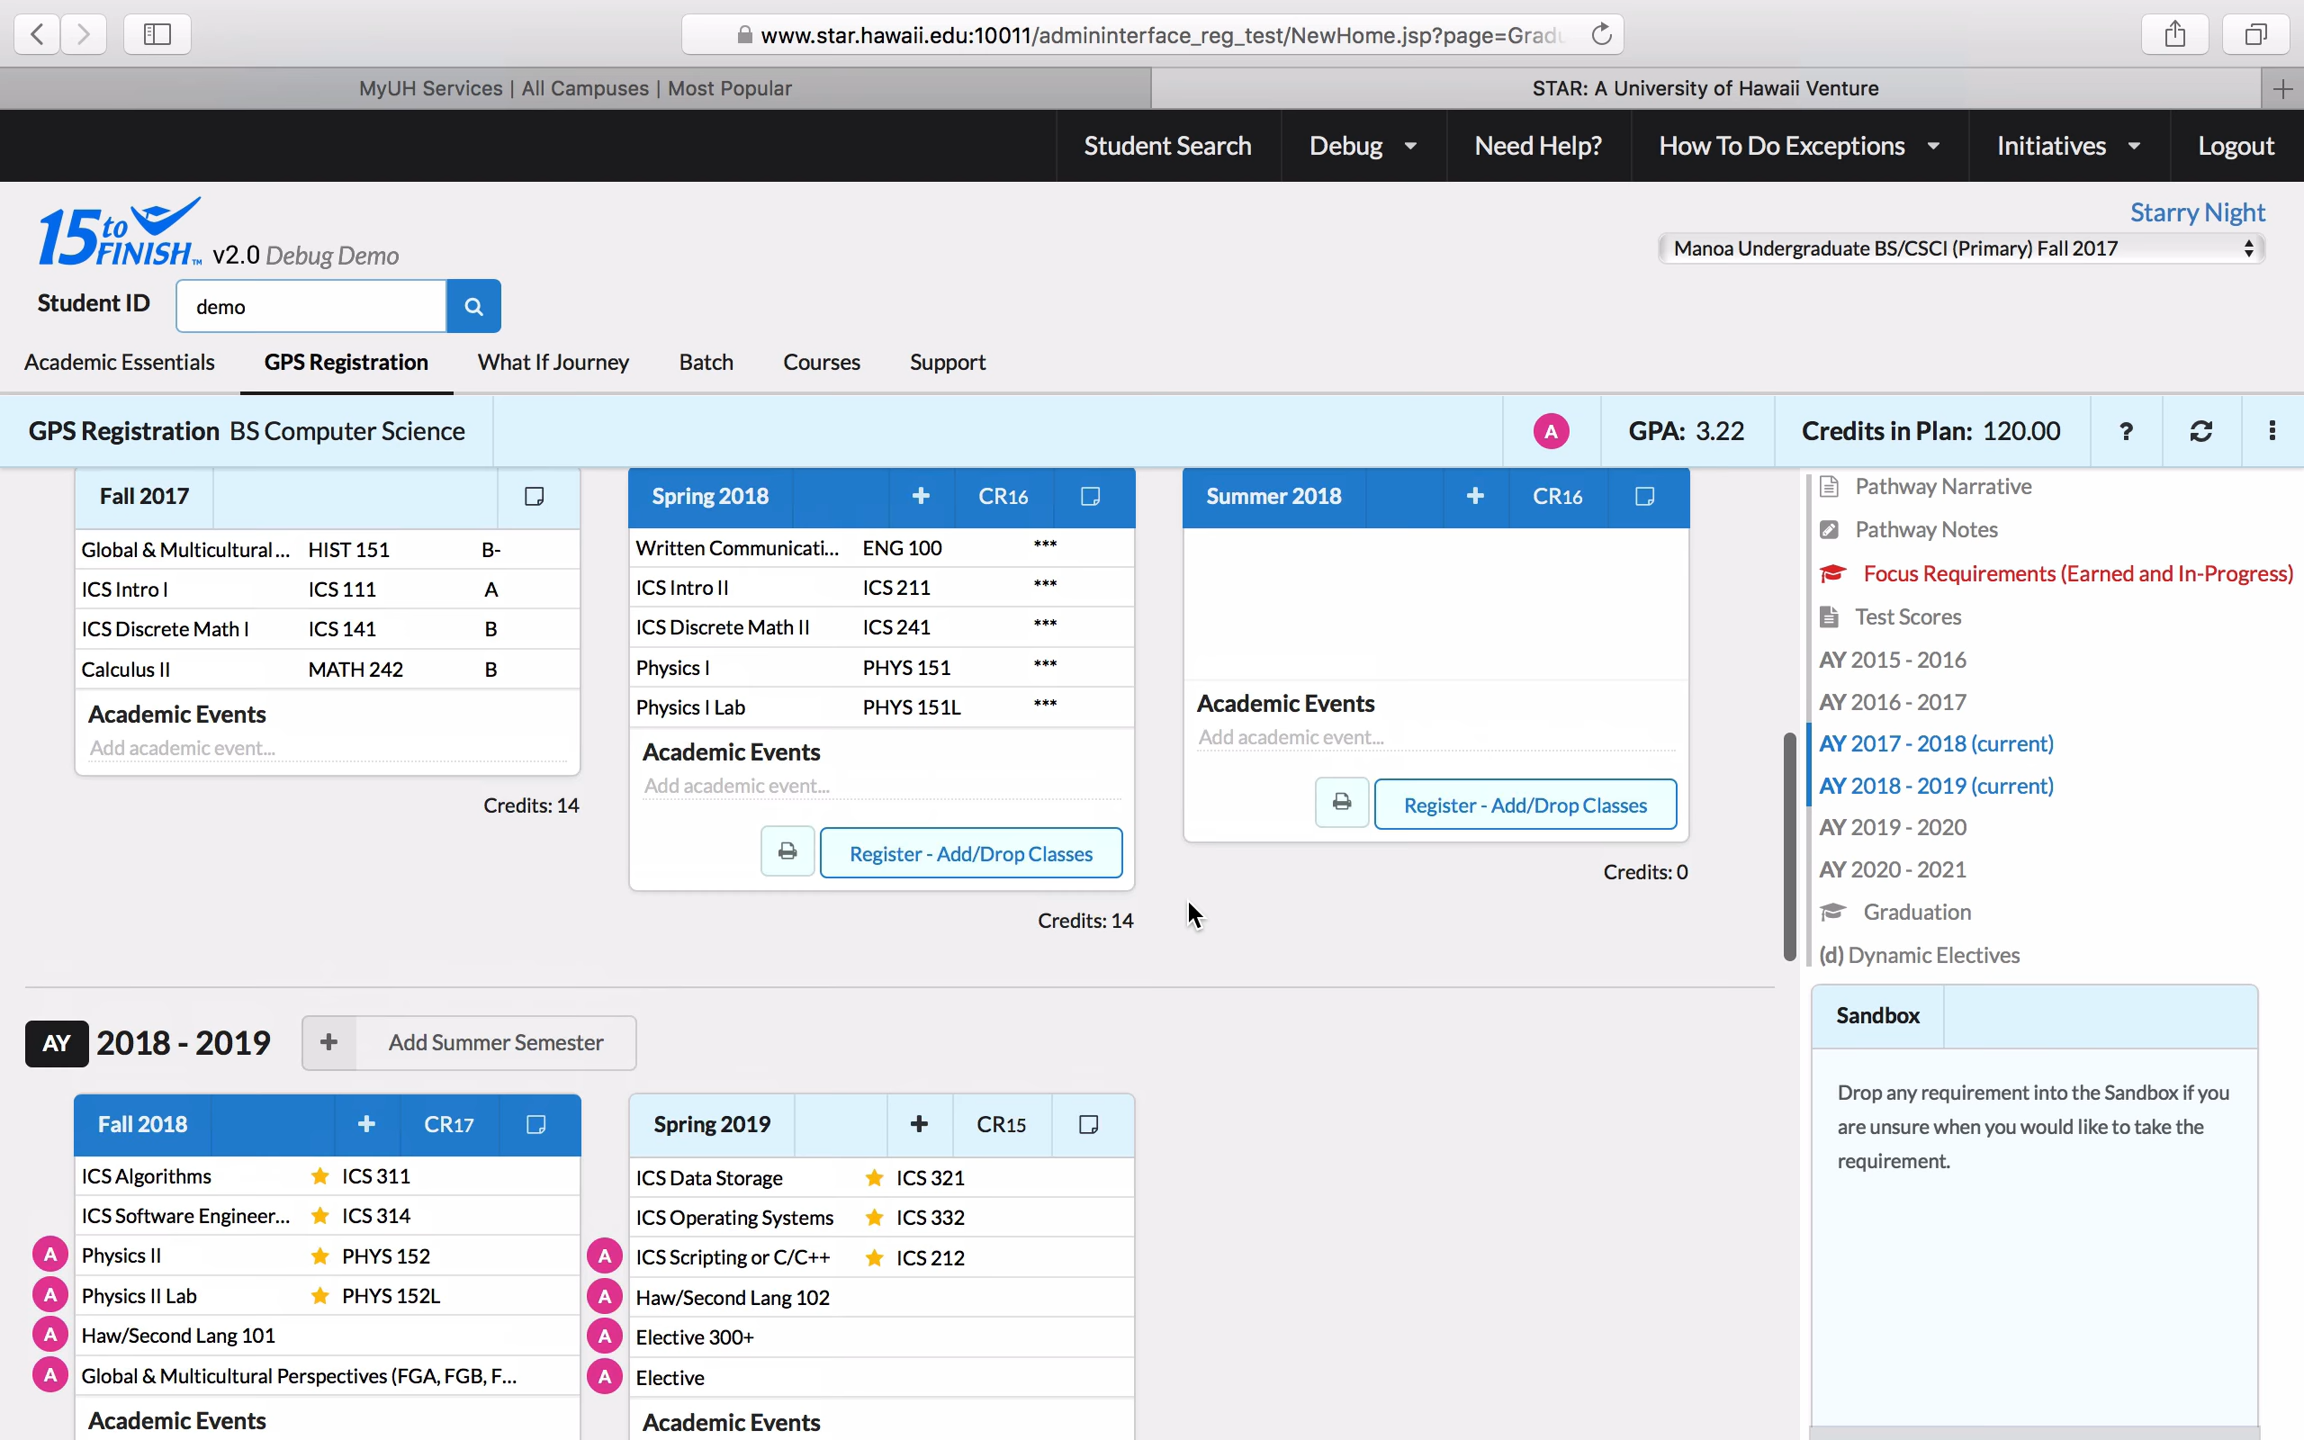 www.star.hawaii.edu:10011/admininterface_reg_test/NewHome.jsp?page=Gradu
MyUH Services | All Campuses | Most Popular
STAR: A University of Hawaii Venture
+
Student Search
Debug
Need Help?
How To Do Exceptions
Initiatives
Logout
15 to FINISH™ v2.0 Debug Demo
Starry Night
Manoa Undergraduate BS/CSCI (Primary) Fall 2017
Student ID
demo
Academic Essentials
GPS Registration
What If Journey
Batch
Courses
Support
GPS Registration BS Computer Science
A
GPA: 3.22
Credits in Plan: 120.00
?
Fall 2017
Global & Multicultural... HIST 151 B-
ICS Intro I ICS 111 A
ICS Discrete Math I ICS 141 B
Calculus II MATH 242 B
Academic Events
Add academic event...
Credits: 14
Spring 2018 + CR16
Written Communicati... ENG 100 ***
ICS Intro II ICS 211 ***
ICS Discrete Math II ICS 241 ***
Physics I PHYS 151 ***
Physics I Lab PHYS 151L ***
Academic Events
Add academic event...
Register - Add/Drop Classes
Credits: 14
Summer 2018 + CR16
Academic Events
Add academic event...
Register - Add/Drop Classes
Credits: 0
AY 2018 - 2019
+ Add Summer Semester
Fall 2018 + CR17
ICS Algorithms ICS 311
ICS Software Engineer... ICS 314
A Physics II PHYS 152
A Physics II Lab PHYS 152L
A Haw/Second Lang 101
A Global & Multicultural Perspectives (FGA, FGB, F...
Academic Events
Spring 2019 + CR15
ICS Data Storage ICS 321
ICS Operating Systems ICS 332
A ICS Scripting or C/C++ ICS 212
A Haw/Second Lang 102
A Elective 300+
A Elective
Academic Events
Pathway Narrative
Pathway Notes
Focus Requirements (Earned and In-Progress)
Test Scores
AY 2015 - 2016
AY 2016 - 2017
AY 2017 - 2018 (current)
AY 2018 - 2019 (current)
AY 2019 - 2020
AY 2020 - 2021
Graduation
(d) Dynamic Electives
Sandbox
Drop any requirement into the Sandbox if you
are unsure when you would like to take the
requirement.